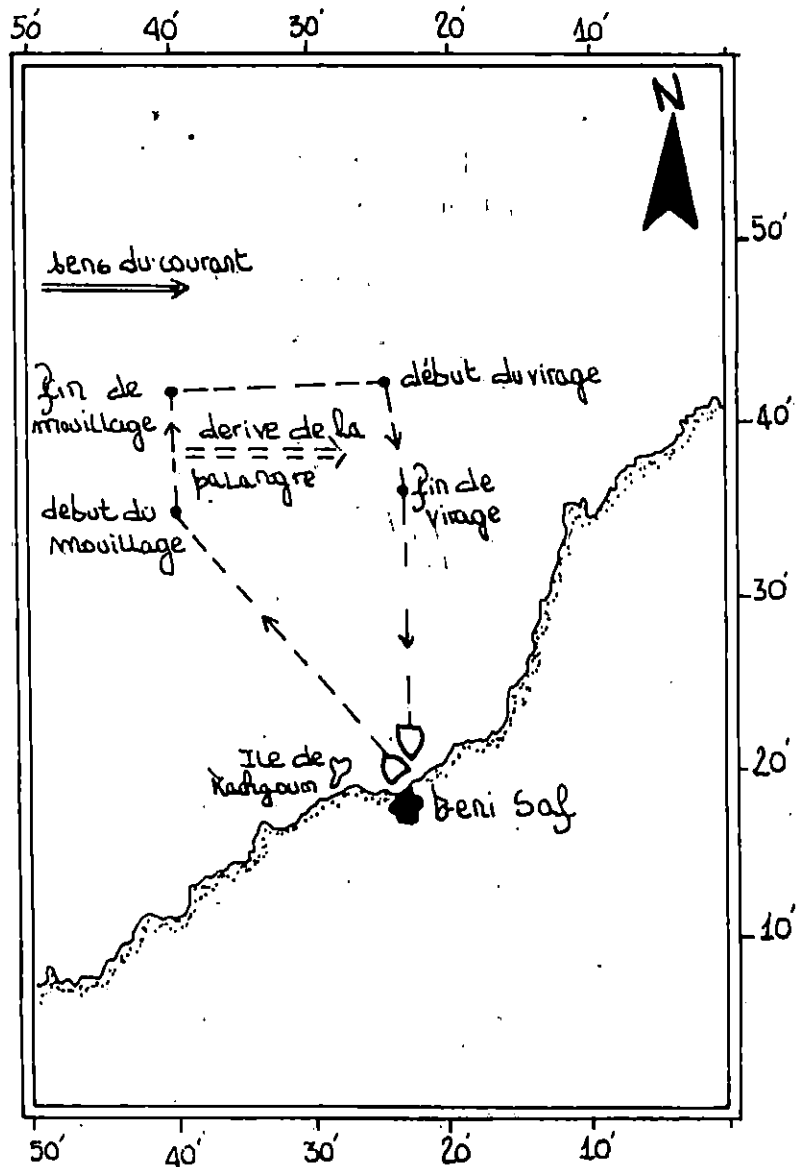 50' 40' 30' 20' 10'
N
50'
sens du courant
fin de
mouillage
début du virage
40'
derive de la
palangre
debut du
mouillage
fin de
virage
30'
Ile de
Rachgoun
20'
beni Saf
10'
50' 40' 30' 20' 10'